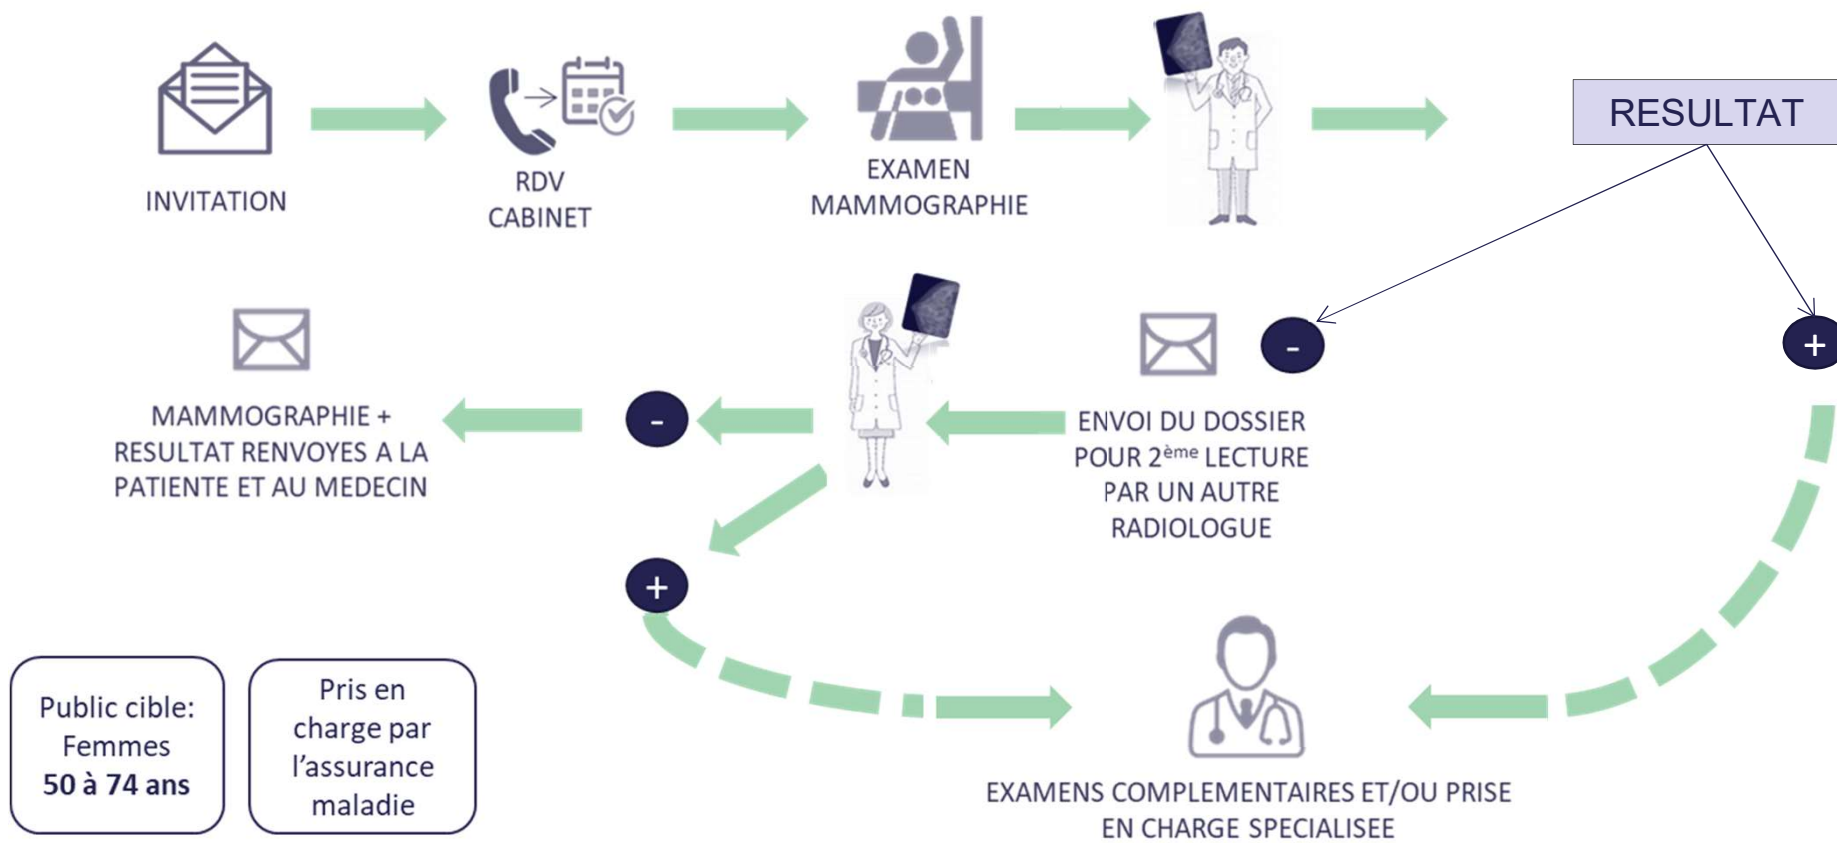 INVITATION
RDV
CABINET
EXAMEN
MAMMOGRAPHIE
RESULTAT
-
+
ENVOI DU DOSSIER
POUR 2ème LECTURE
PAR UN AUTRE
RADIOLOGUE
-
+
MAMMOGRAPHIE +
RESULTAT RENVOYES A LA
PATIENTE ET AU MEDECIN
EXAMENS COMPLEMENTAIRES ET/OU PRISE
EN CHARGE SPECIALISEE
Public cible:
Femmes
50 à 74 ans
Pris en
charge par
l'assurance
maladie